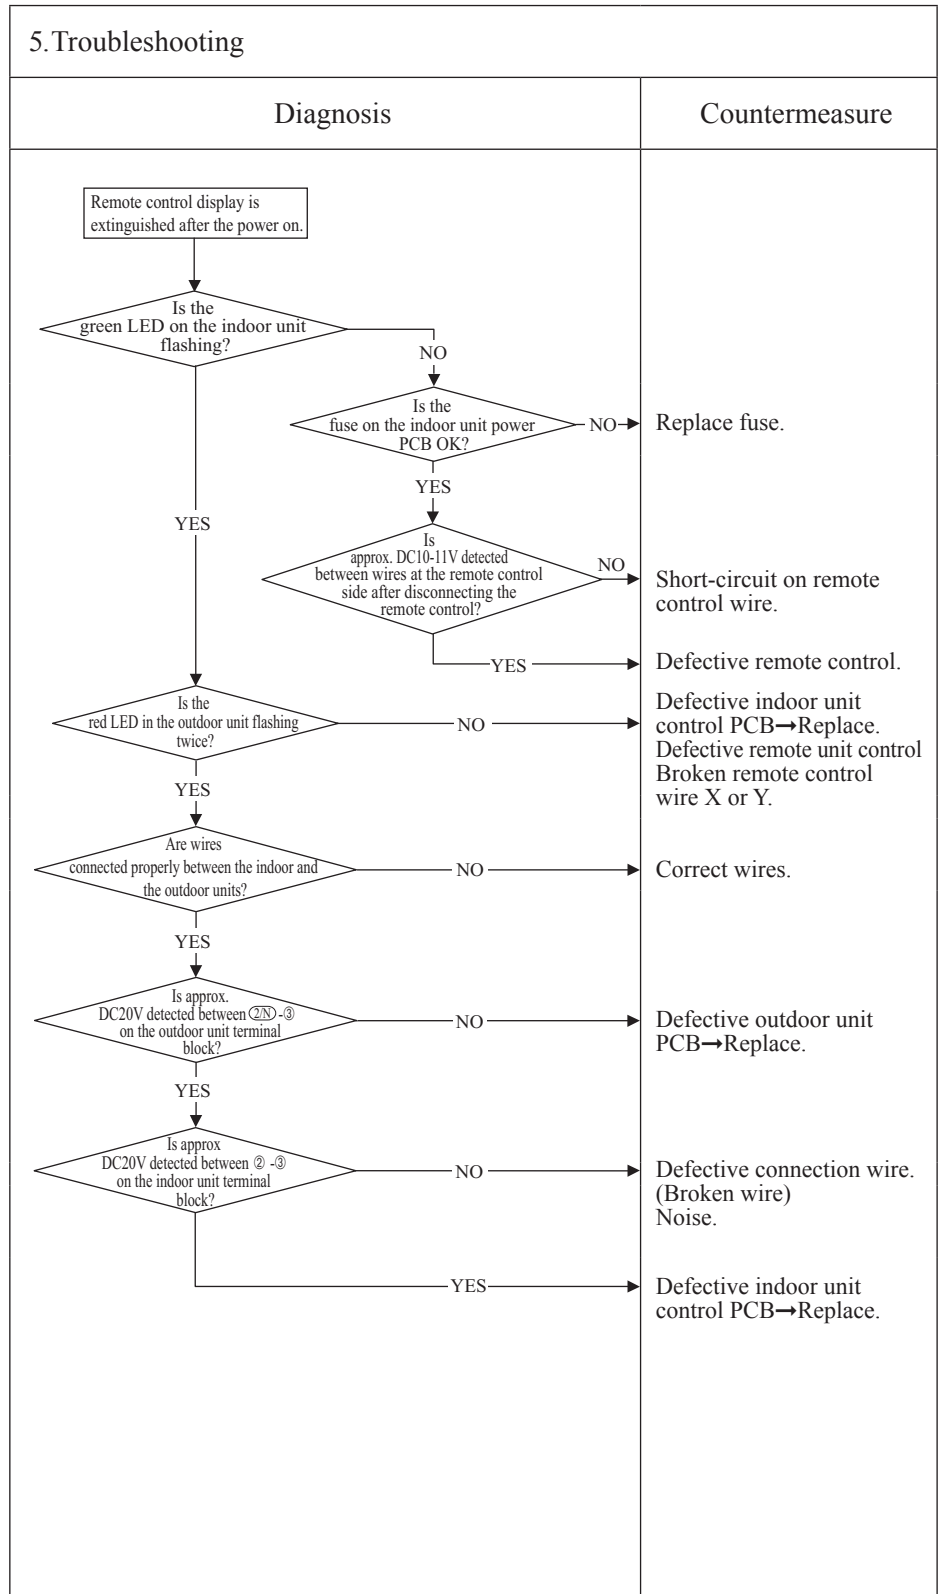 5.Troubleshooting
Diagnosis
Countermeasure
Remote control display is
extinguished after the power on.
Is the
green LED on the indoor unit
flashing?
NO
Is the
fuse on the indoor unit power
PCB OK?
NO
Replace fuse.
YES
YES
Is
approx. DC10-11V detected
between wires at the remote control
side after disconnecting the
remote control?
NO
Short-circuit on remote
control wire.
YES
Defective remote control.
Is the
red LED in the outdoor unit flashing
twice?
NO
Defective indoor unit
control PCB→Replace.
Defective remote unit control
Broken remote control
wire X or Y.
YES
Are wires
connected properly between the indoor and
the outdoor units?
NO
Correct wires.
YES
Is approx.
DC20V detected between 2/N -③
on the outdoor unit terminal
block?
NO
Defective outdoor unit
PCB→Replace.
YES
Is approx
DC20V detected between ② -③
on the indoor unit terminal
block?
NO
Defective connection wire.
(Broken wire)
Noise.
YES
Defective indoor unit
control PCB→Replace.